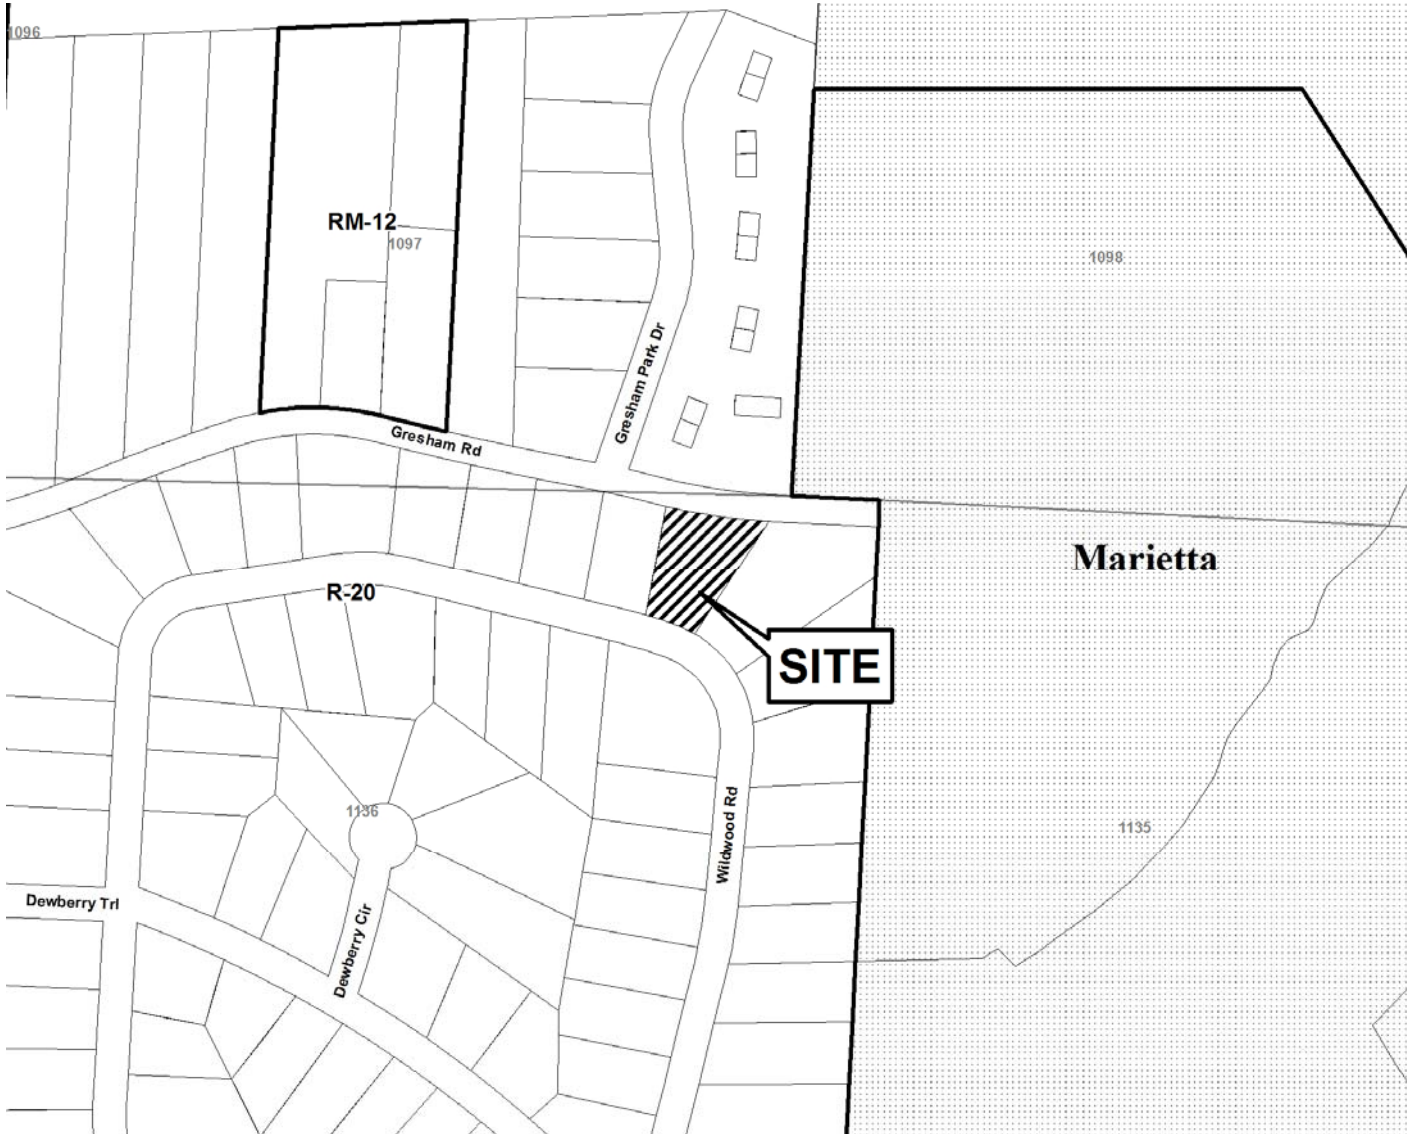 1096
RM-12
1097
1098
Gresham Park Dr
Gresham Rd
Marietta
R-20
SITE
1136
Wildwood Rd
1135
Dewberry Trl
Dewberry Cir